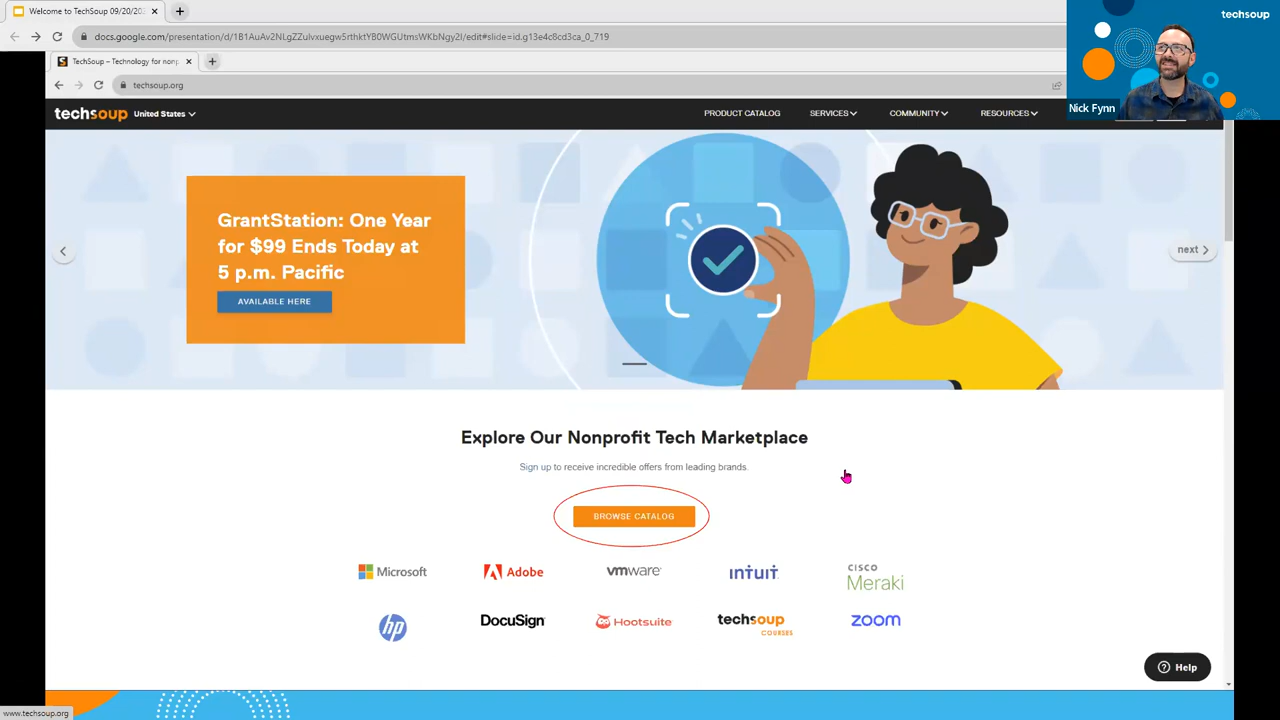 Welcome to TechSoup 09/20/202
docs.google.com/presentation/d/1B1AuAv2NLgZZulvxuegw5rthktYB0WGUtmsWKbNgy2I/edit#slide=id.g13e4c8cd3ca_0_719
techsoup
Nick Fynn
TechSoup – Technology for nonp
techsoup.org
techsoup United States
PRODUCT CATALOG SERVICES COMMUNITY RESOURCES
GrantStation: One Year
for $99 Ends Today at
5 p.m. Pacific
AVAILABLE HERE
next
Explore Our Nonprofit Tech Marketplace
Sign up to receive incredible offers from leading brands.
BROWSE CATALOG
Microsoft Adobe vmware intuit CISCO Meraki
hp DocuSign Hootsuite techsoup COURSES zoom
Help
www.techsoup.org